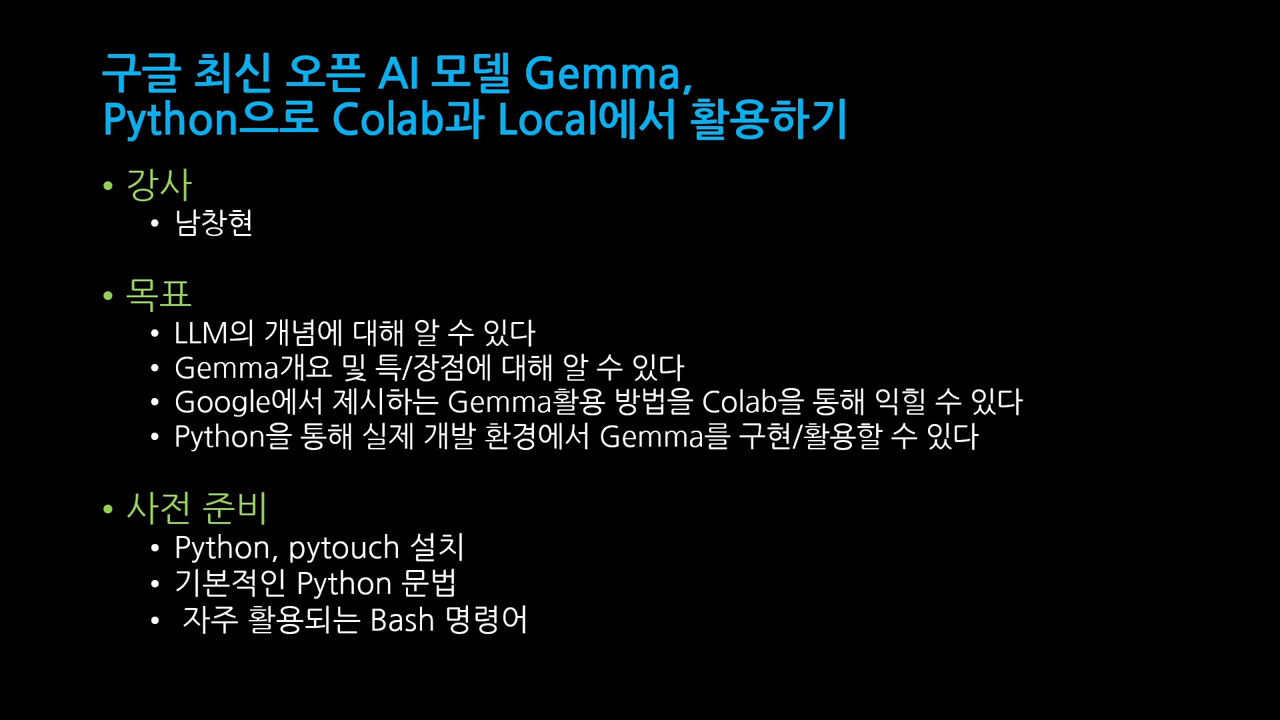 구글 최신 오픈 AI 모델 Gemma,
Python으로 Colab과 Local에서 활용하기
• 강사
• 남창현
• 목표
• LLM의 개념에 대해 알 수 있다
• Gemma개요 및 특/장점에 대해 알 수 있다
• Google에서 제시하는 Gemma활용 방법을 Colab을 통해 익힐 수 있다
• Python을 통해 실제 개발 환경에서 Gemma를 구현/활용할 수 있다
• 사전 준비
• Python, pytouch 설치
• 기본적인 Python 문법
• 자주 활용되는 Bash 명령어